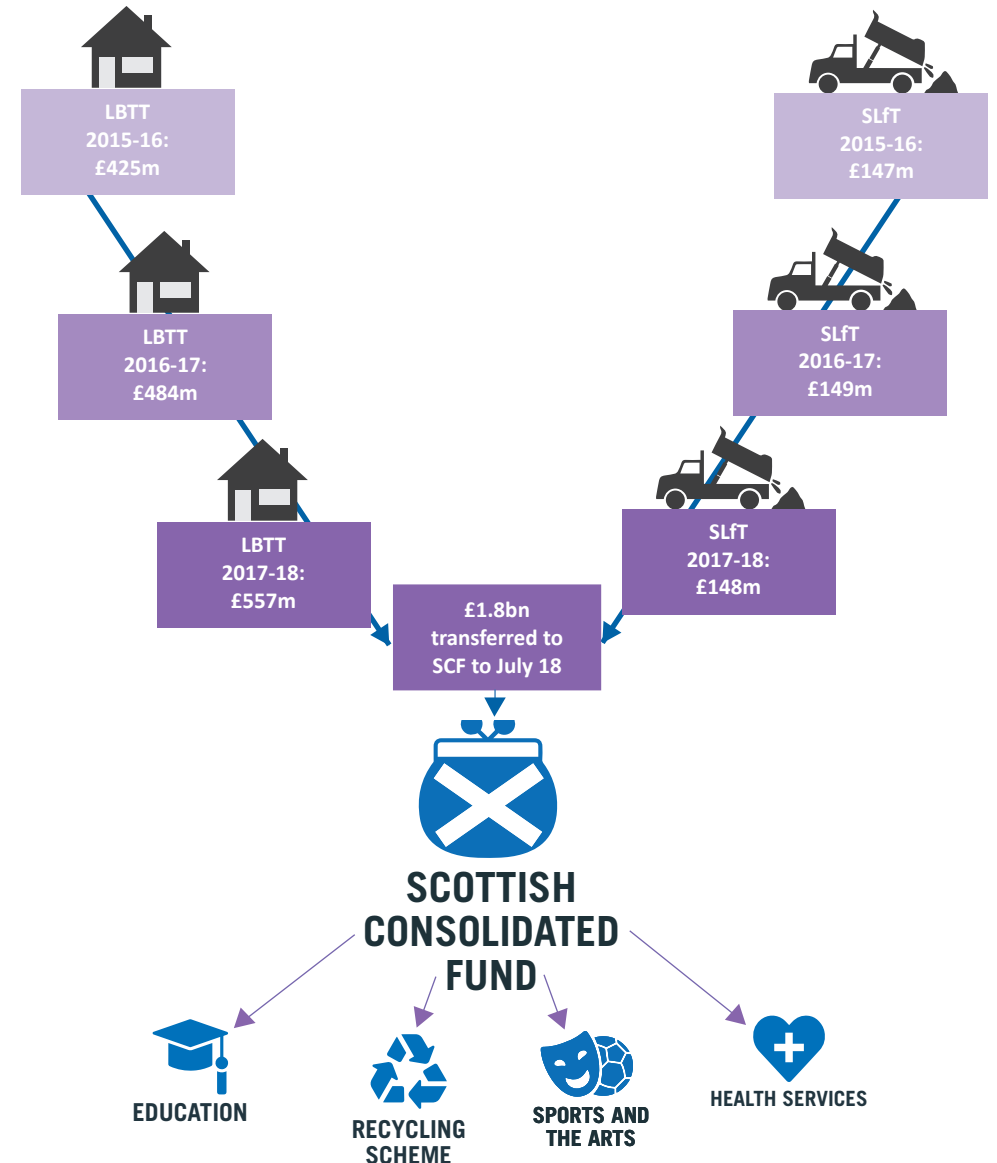 LBTT
2015-16:
£425m
SLfT
2015-16:
£147m
LBTT
2016-17:
£484m
SLfT
2016-17:
£149m
LBTT
2017-18:
£557m
SLfT
2017-18:
£148m
£1.8bn
transferred to
SCF to July 18
SCOTTISH
CONSOLIDATED
FUND
EDUCATION
RECYCLING
SCHEME
SPORTS AND
THE ARTS
HEALTH SERVICES